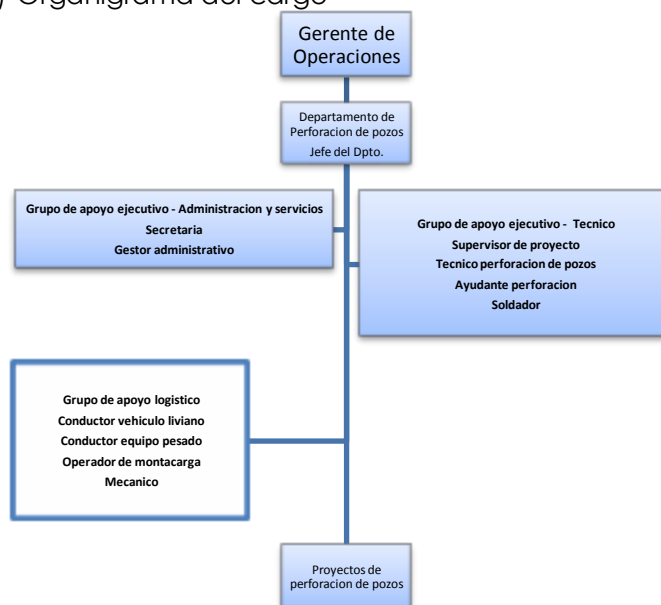 ) Organigrama del cargo
Gerente de
Operaciones
Departamento de
Perforacion de pozos
Jefe del Dpto.
Grupo de apoyo ejecutivo - Administracion y servicios
Secretaria
Gestor administrativo
Grupo de apoyo ejecutivo - Tecnico
Supervisor de proyecto
Tecnico perforacion de pozos
Ayudante perforacion
Soldador
Grupo de apoyo logistico
Conductor vehiculo liviano
Conductor equipo pesado
Operador de montacarga
Mecanico
Proyectos de
perforacion de pozos